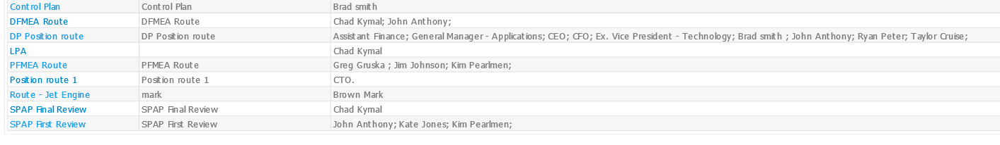 Control Plan Control Plan Brad smith
DFMEA Route DFMEA Route Chad Kymal; John Anthony;
DP Position route DP Position route Assistant Finance; General Manager - Applications; CEO; CFO; Ex. Vice President - Technology; Brad smith ; John Anthony; Ryan Peter; Taylor Cruise;
LPA Chad Kymal
PFMEA Route PFMEA Route Greg Gruska ; Jim Johnson; Kim Pearlmen;
Position route 1 Position route 1 CTO.
Route - Jet Engine mark Brown Mark
SPAP Final Review SPAP Final Review Chad Kymal
SPAP First Review SPAP First Review John Anthony; Kate Jones; Kim Pearlmen;